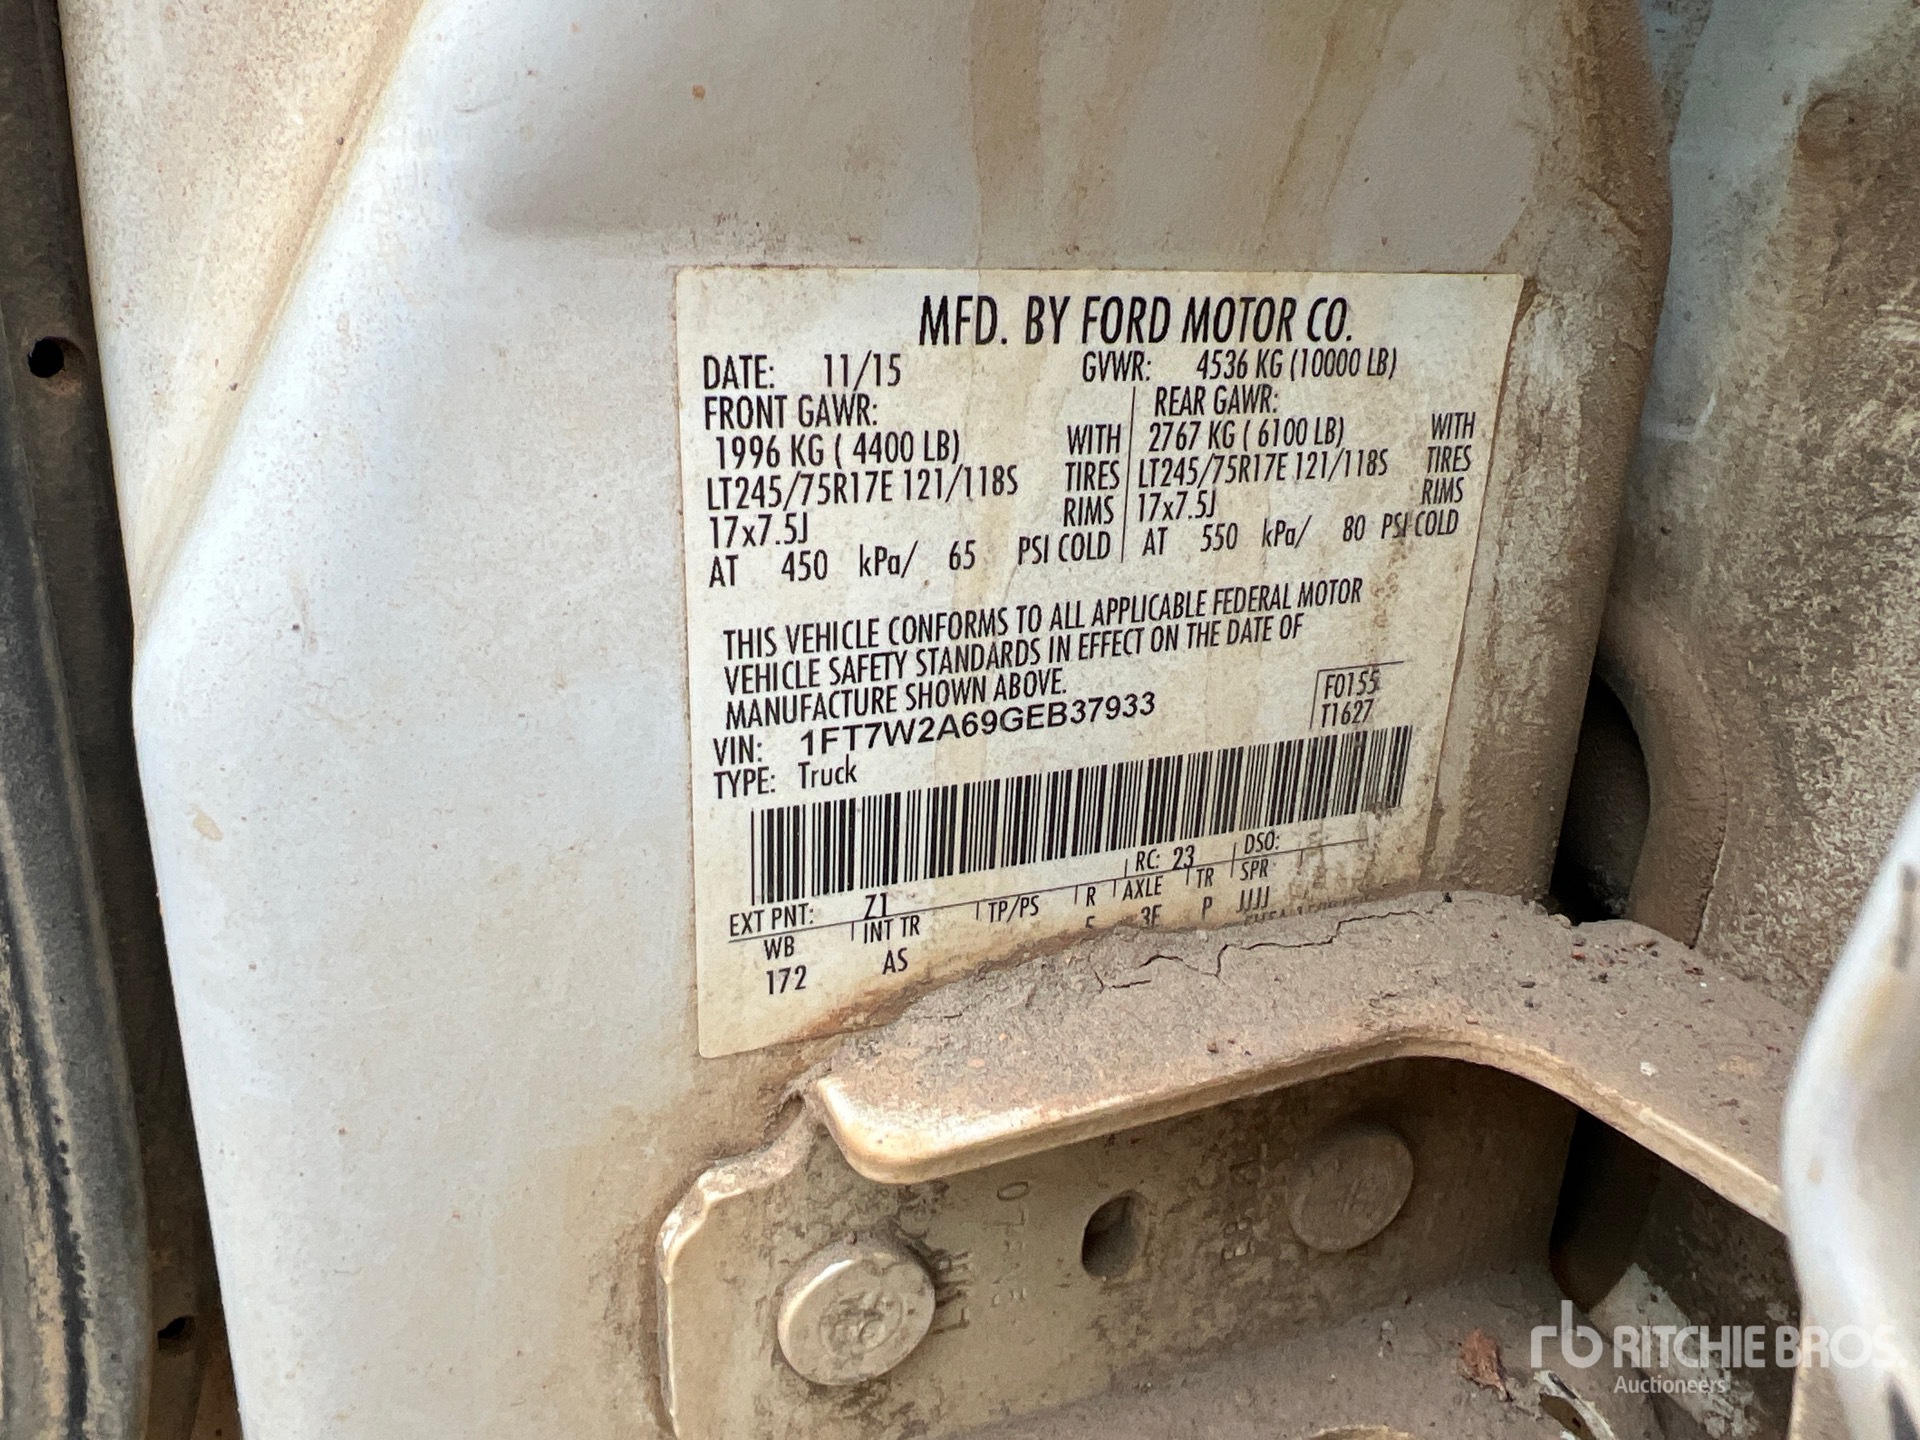 MFD. BY FORD MOTOR CO.
DATE: 11/15 GVWR: 4536 KG (10000 LB)
FRONT GAWR: REAR GAWR:
1996 KG ( 4400 LB) WITH 2767 KG ( 6100 LB) WITH
LT245/75R17E 121/118S TIRES LT245/75R17E 121/118S TIRES
17x7.5J RIMS 17x7.5J RIMS
AT 450 kPa/ 65 PSI COLD AT 550 kPa/ 80 PSI COLD
THIS VEHICLE CONFORMS TO ALL APPLICABLE FEDERAL MOTOR
VEHICLE SAFETY STANDARDS IN EFFECT ON THE DATE OF
MANUFACTURE SHOWN ABOVE.
F0155
T1627
VIN: 1FT7W2A69GEB37933
TYPE: Truck
EXT PNT: Z1 RC: 23 DSO:
WB INT TR TP/PS R AXLE TR SPR
172 AS 3F P JJJJ
rb RITCHIE BROS.
Auctioneers